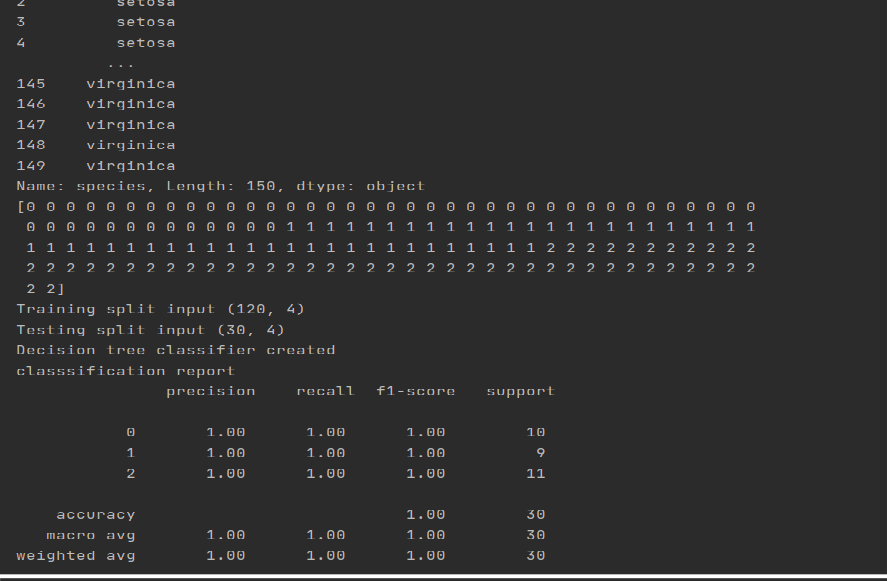 2        setosa
3        setosa
4        setosa
...
145    virginica
146    virginica
147    virginica
148    virginica
149    virginica
Name: species, Length: 150, dtype: object
[0 0 0 0 0 0 0 0 0 0 0 0 0 0 0 0 0 0 0 0 0 0 0 0 0 0 0 0 0 0 0 0 0 0 0 0 0
0 0 0 0 0 0 0 0 0 0 0 0 0 1 1 1 1 1 1 1 1 1 1 1 1 1 1 1 1 1 1 1 1 1 1 1 1
1 1 1 1 1 1 1 1 1 1 1 1 1 1 1 1 1 1 1 1 1 1 1 1 1 1 2 2 2 2 2 2 2 2 2 2 2
2 2 2 2 2 2 2 2 2 2 2 2 2 2 2 2 2 2 2 2 2 2 2 2 2 2 2 2 2 2 2 2 2 2 2 2 2
2 2]
Training split input (120, 4)
Testing split input (30, 4)
Decision tree classifier created
classsification report
precision    recall  f1-score   support
0       1.00      1.00      1.00        10
1       1.00      1.00      1.00         9
2       1.00      1.00      1.00        11
accuracy                           1.00        30
macro avg       1.00      1.00      1.00        30
weighted avg       1.00      1.00      1.00        30